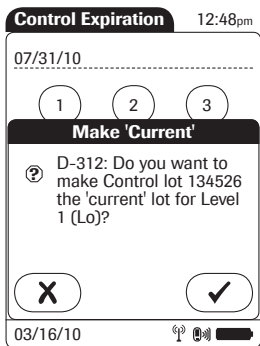 Control Expiration 12:48pm
07/31/10
1 2 3
Make 'Current'
D-312: Do you want to
make Control lot 134526
the 'current' lot for Level
1 (Lo)?
03/16/10